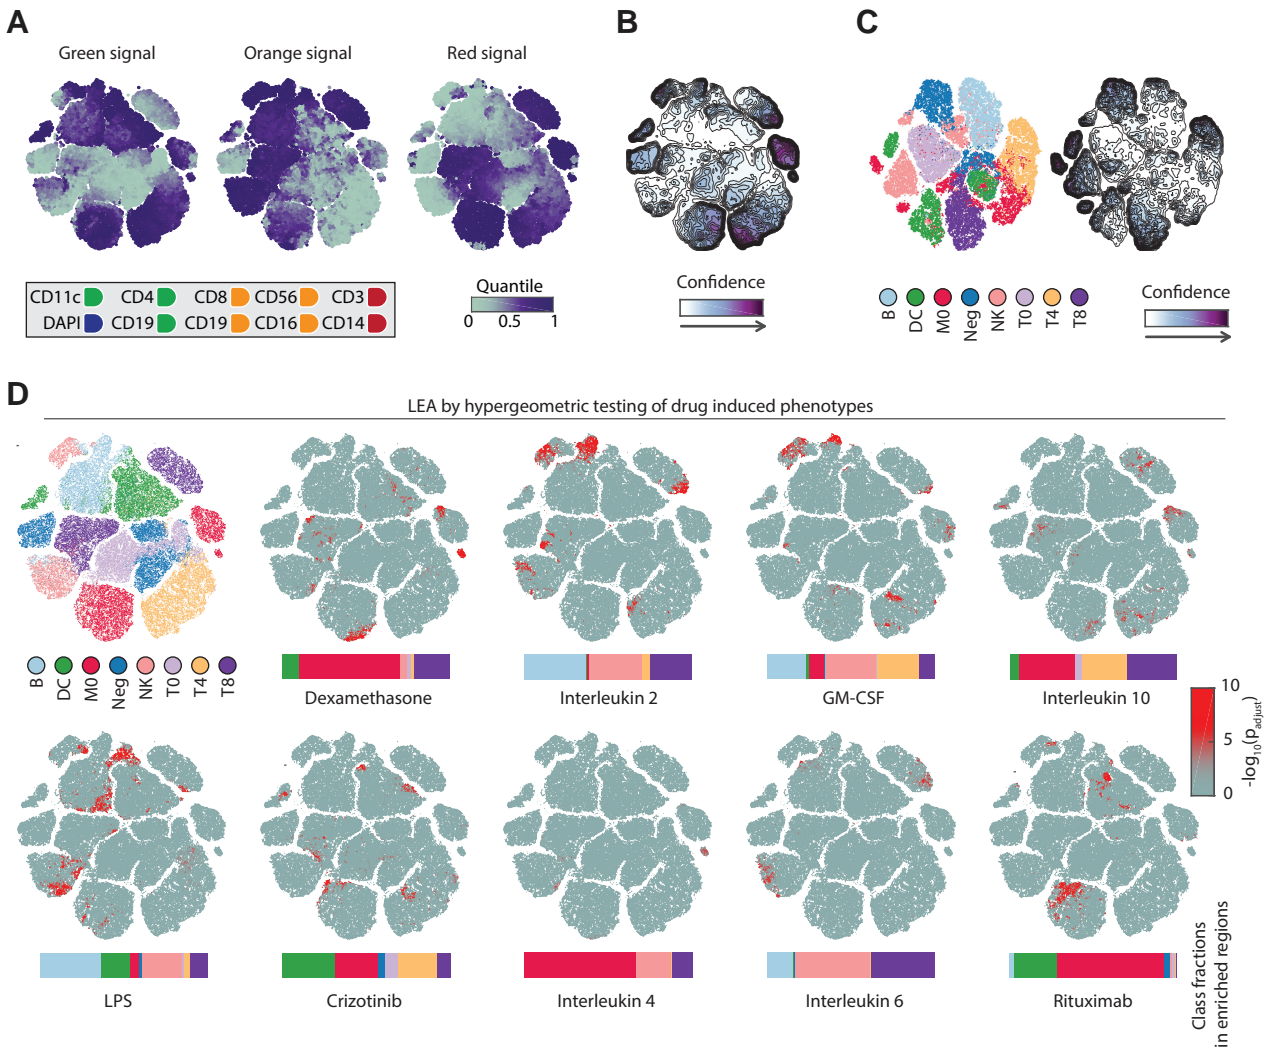 A
B
C
Green signal
Orange signal
Red signal
CD11c CD4 CD8 CD56 CD3
DAPI CD19 CD19 CD16 CD14
Quantile
0 0.5 1
Confidence
B DC M0 Neg NK T0 T4 T8
Confidence
D
LEA by hypergeometric testing of drug induced phenotypes
B DC M0 Neg NK T0 T4 T8
Dexamethasone
Interleukin 2
GM-CSF
Interleukin 10
10
5
0
-log10(padjust)
LPS
Crizotinib
Interleukin 4
Interleukin 6
Rituximab
Class fractions
in enriched regions